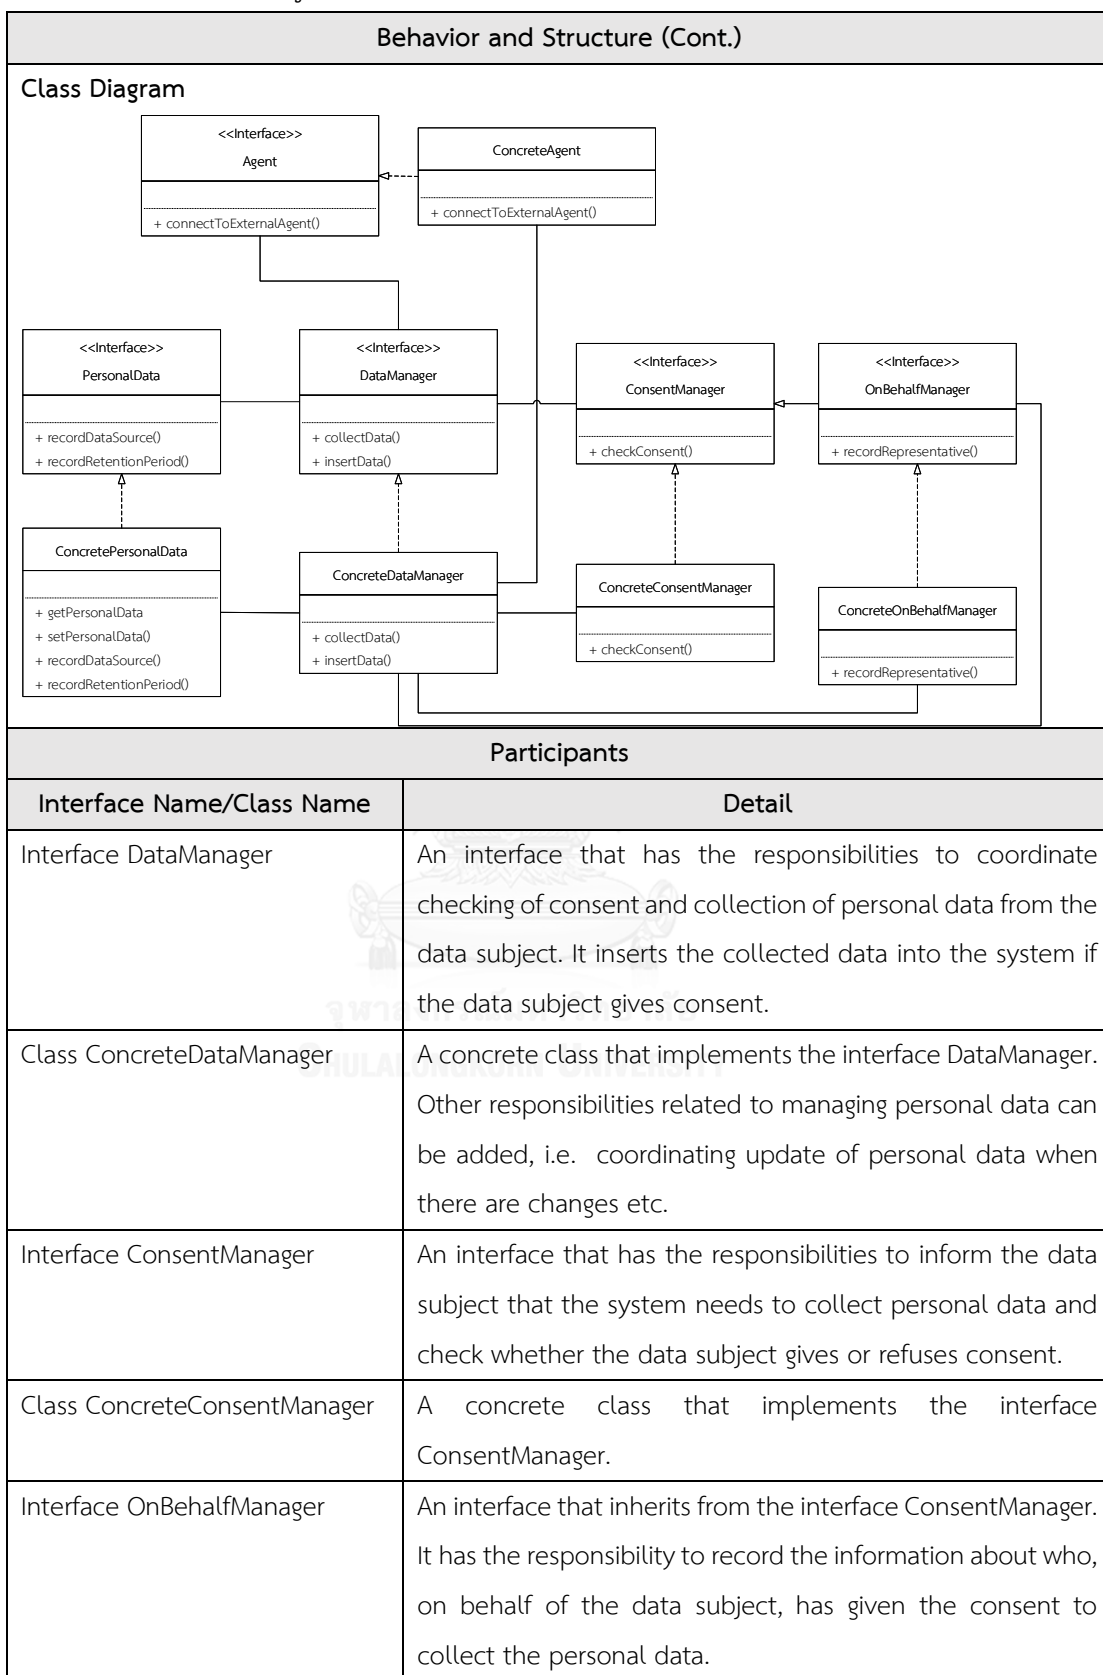 Behavior and Structure (Cont.)
Class Diagram
<<Interface>>
Agent
+ connectToExternalAgent()
ConcreteAgent
+ connectToExternalAgent()
<<Interface>>
PersonalData
+ recordDataSource()
+ recordRetentionPeriod()
<<Interface>>
DataManager
+ collectData()
+ insertData()
<<Interface>>
ConsentManager
+ checkConsent()
<<Interface>>
OnBehalfManager
+ recordRepresentative()
ConcretePersonalData
+ getPersonalData
+ setPersonalData()
+ recordDataSource()
+ recordRetentionPeriod()
ConcreteDataManager
+ collectData()
+ insertData()
ConcreteConsentManager
+ checkConsent()
ConcreteOnBehalfManager
+ recordRepresentative()
Participants
Interface Name/Class Name
Detail
Interface DataManager
An interface that has the responsibilities to coordinate
checking of consent and collection of personal data from the
data subject. It inserts the collected data into the system if
the data subject gives consent.
Class ConcreteDataManager
A concrete class that implements the interface DataManager.
Other responsibilities related to managing personal data can
be added, i.e. coordinating update of personal data when
there are changes etc.
Interface ConsentManager
An interface that has the responsibilities to inform the data
subject that the system needs to collect personal data and
check whether the data subject gives or refuses consent.
Class ConcreteConsentManager
A concrete class that implements the interface
ConsentManager.
Interface OnBehalfManager
An interface that inherits from the interface ConsentManager.
It has the responsibility to record the information about who,
on behalf of the data subject, has given the consent to
collect the personal data.
CHULALONGKORN UNIVERSITY